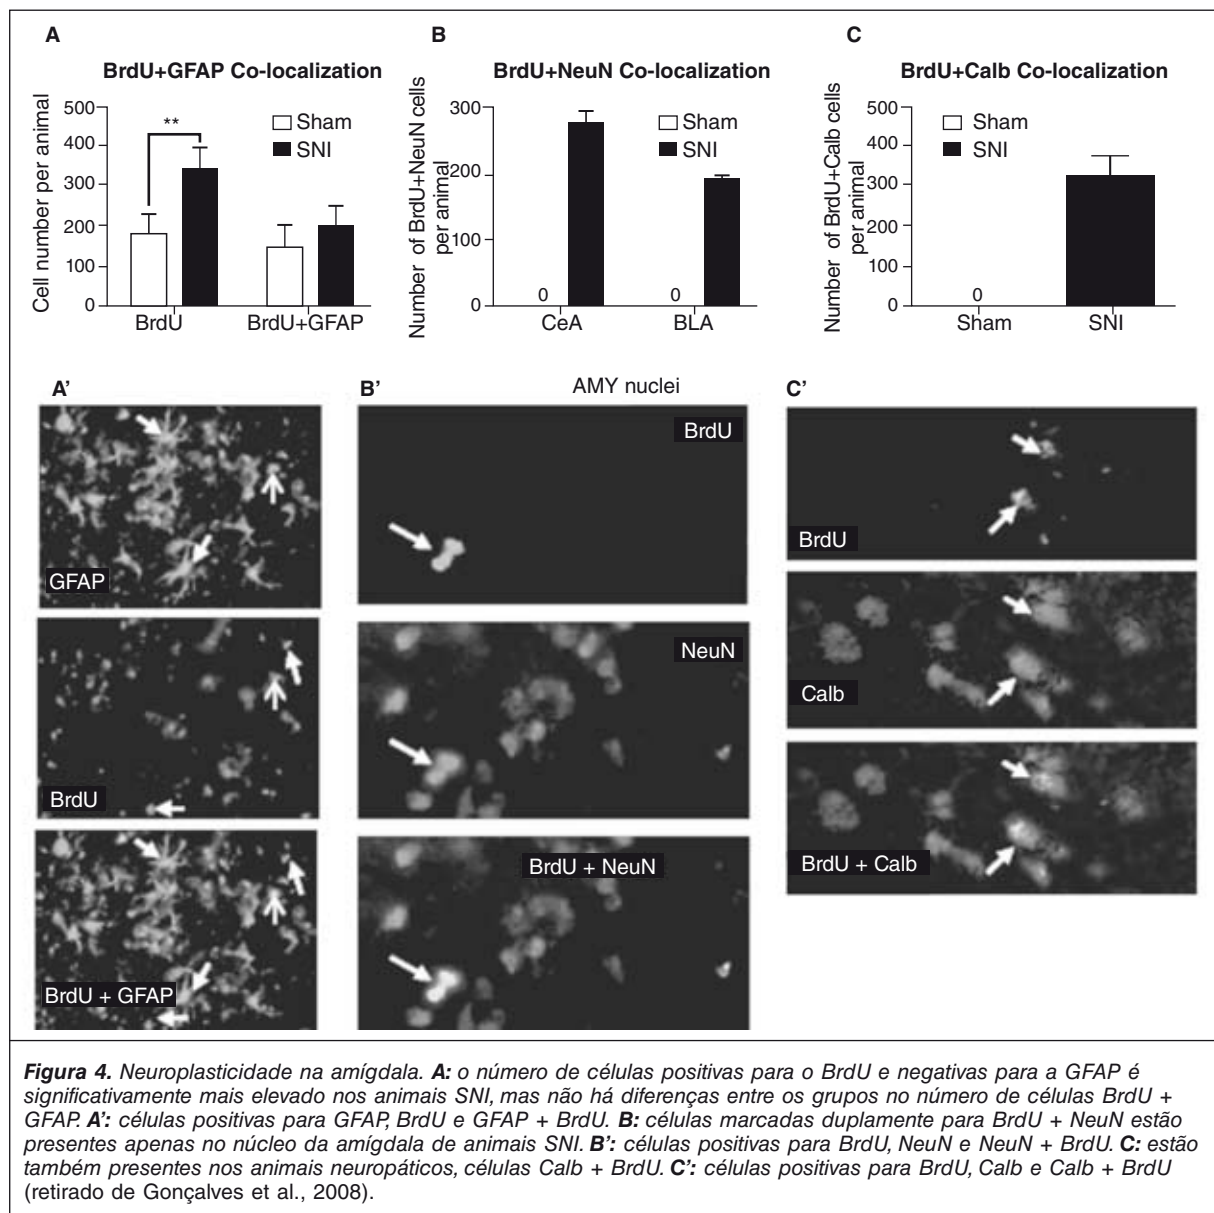 A
BrdU+GFAP Co-localization
Cell number per animal
500
400
300
200
100
0
**
Sham
SNI
BrdU
BrdU+GFAP
B
BrdU+NeuN Co-localization
Number of BrdU+NeuN cells
per animal
300
200
100
0
Sham
SNI
0
0
CeA
BLA
AMY nuclei
C
BrdU+Calb Co-localization
Number of BrdU+Calb cells
per animal
500
400
300
200
100
0
Sham
SNI
0
Sham
SNI
A’
GFAP
BrdU
BrdU + GFAP
B’
BrdU
NeuN
BrdU + NeuN
C’
BrdU
Calb
BrdU + Calb
Figura 4. Neuroplasticidade na amígdala. A: o número de células positivas para o BrdU e negativas para a GFAP é
significativamente mais elevado nos animais SNI, mas não há diferenças entre os grupos no número de células BrdU +
GFAP. A’: células positivas para GFAP, BrdU e GFAP + BrdU. B: células marcadas duplamente para BrdU + NeuN estão
presentes apenas no núcleo da amígdala de animais SNI. B’: células positivas para BrdU, NeuN e NeuN + BrdU. C: estão
também presentes nos animais neuropáticos, células Calb + BrdU. C’: células positivas para BrdU, Calb e Calb + BrdU
(retirado de Gonçalves et al., 2008).